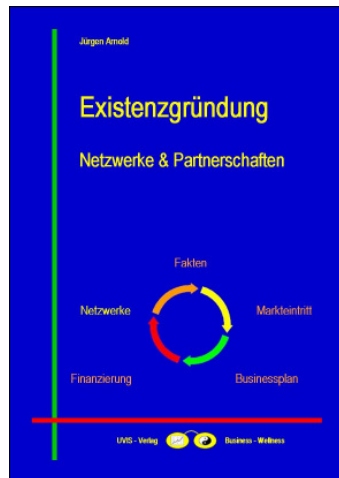 Jürgen Arnold
Existenzgründung
Netzwerke & Partnerschaften
Fakten
Netzwerke
Markteintritt
Finanzierung
Businessplan
UVIS - Verlag
Business - Wellness